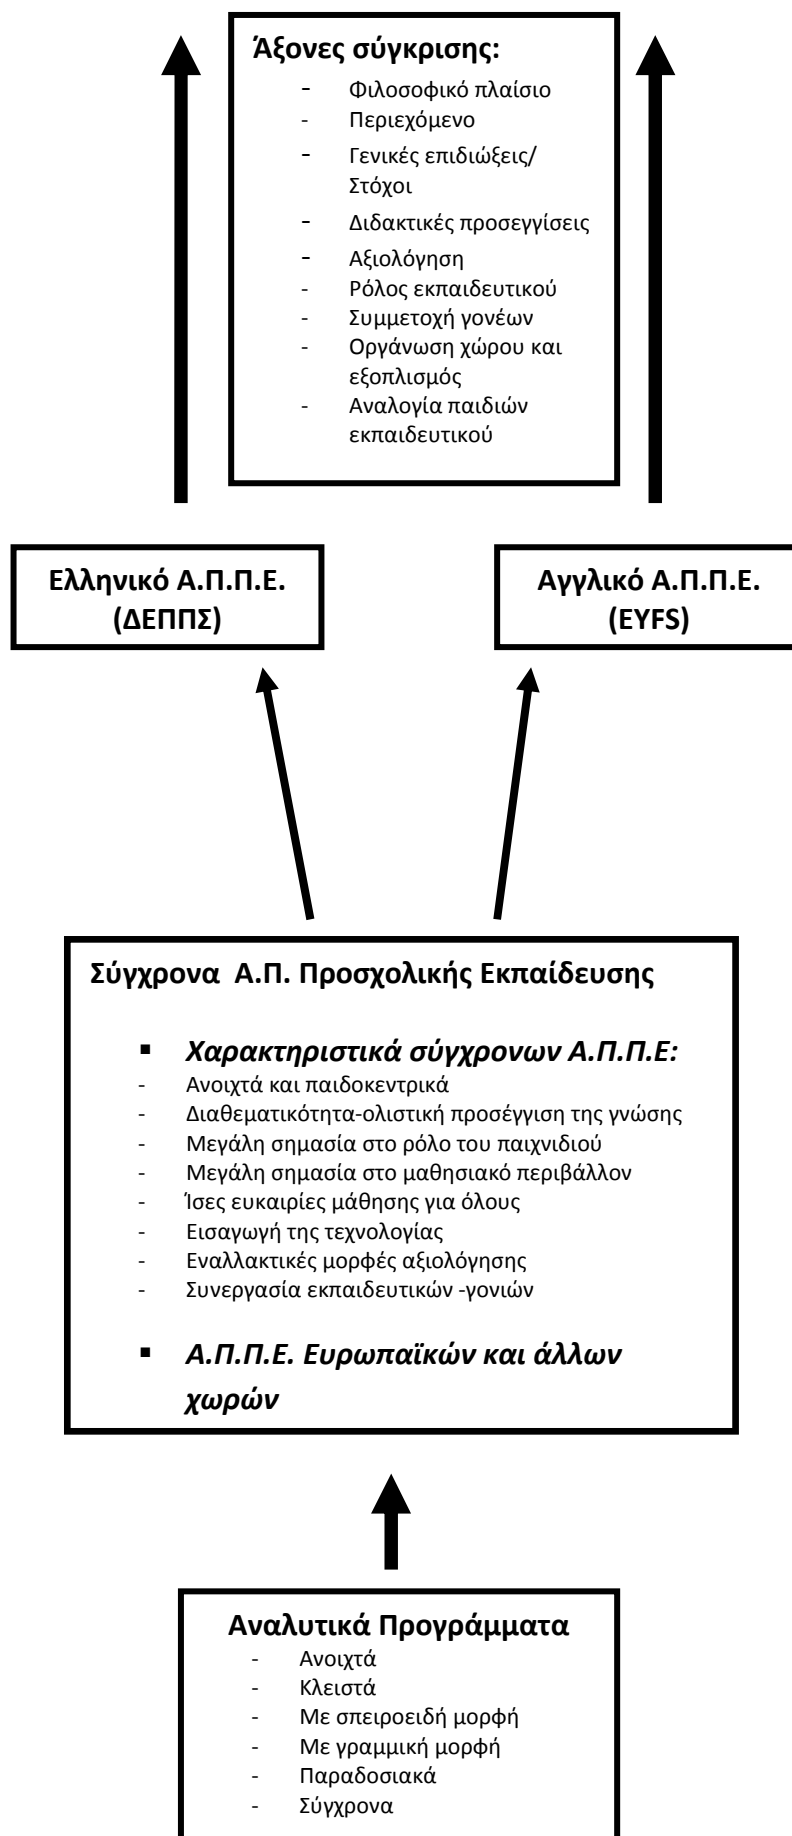 Άξονες σύγκρισης:
- Φιλοσοφικό πλαίσιο
- Περιεχόμενο
- Γενικές επιδιώξεις/
Στόχοι
- Διδακτικές προσεγγίσεις
- Αξιολόγηση
- Ρόλος εκπαιδευτικού
- Συμμετοχή γονέων
- Οργάνωση χώρου και
εξοπλισμός
- Αναλογία παιδιών
εκπαιδευτικού
Ελληνικό Α.Π.Π.Ε.
(ΔΕΠΠΣ)
Αγγλικό Α.Π.Π.Ε.
(EYFS)
Σύγχρονα Α.Π. Προσχολικής Εκπαίδευσης
▪ Χαρακτηριστικά σύγχρονων Α.Π.Π.Ε:
- Ανοιχτά και παιδοκεντρικά
- Διαθεματικότητα-ολιστική προσέγγιση της γνώσης
- Μεγάλη σημασία στο ρόλο του παιχνιδιού
- Μεγάλη σημασία στο μαθησιακό περιβάλλον
- Ίσες ευκαιρίες μάθησης για όλους
- Εισαγωγή της τεχνολογίας
- Εναλλακτικές μορφές αξιολόγησης
- Συνεργασία εκπαιδευτικών -γονιών
▪ Α.Π.Π.Ε. Ευρωπαϊκών και άλλων
χωρών
Αναλυτικά Προγράμματα
- Ανοιχτά
- Κλειστά
- Με σπειροειδή μορφή
- Με γραμμική μορφή
- Παραδοσιακά
- Σύγχρονα